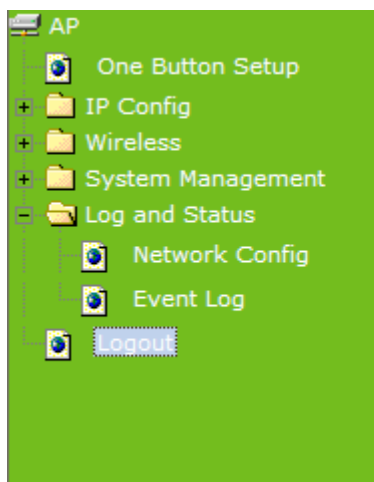 AP
One Button Setup
IP Config
Wireless
System Management
Log and Status
Network Config
Event Log
Logout